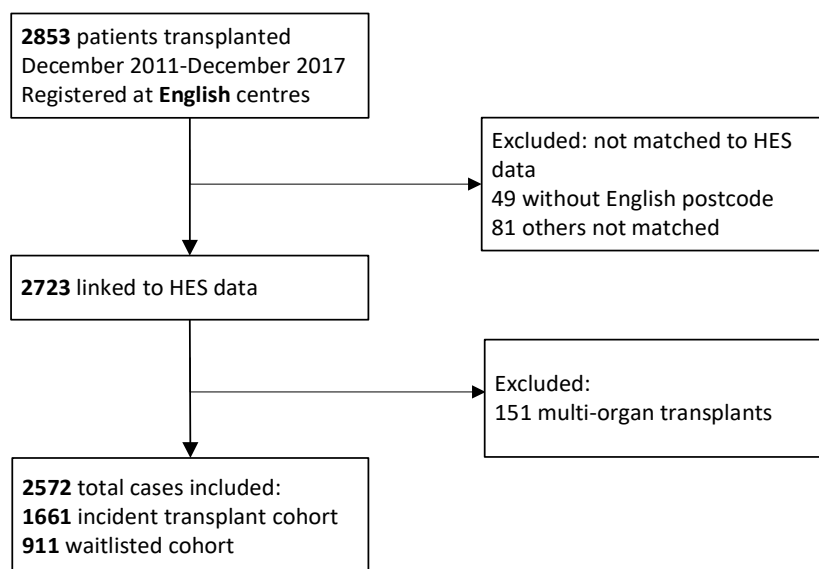 2853 patients transplanted
December 2011-December 2017
Registered at English centres
Excluded: not matched to HES
data
49 without English postcode
81 others not matched
2723 linked to HES data
Excluded:
151 multi-organ transplants
2572 total cases included:
1661 incident transplant cohort
911 waitlisted cohort